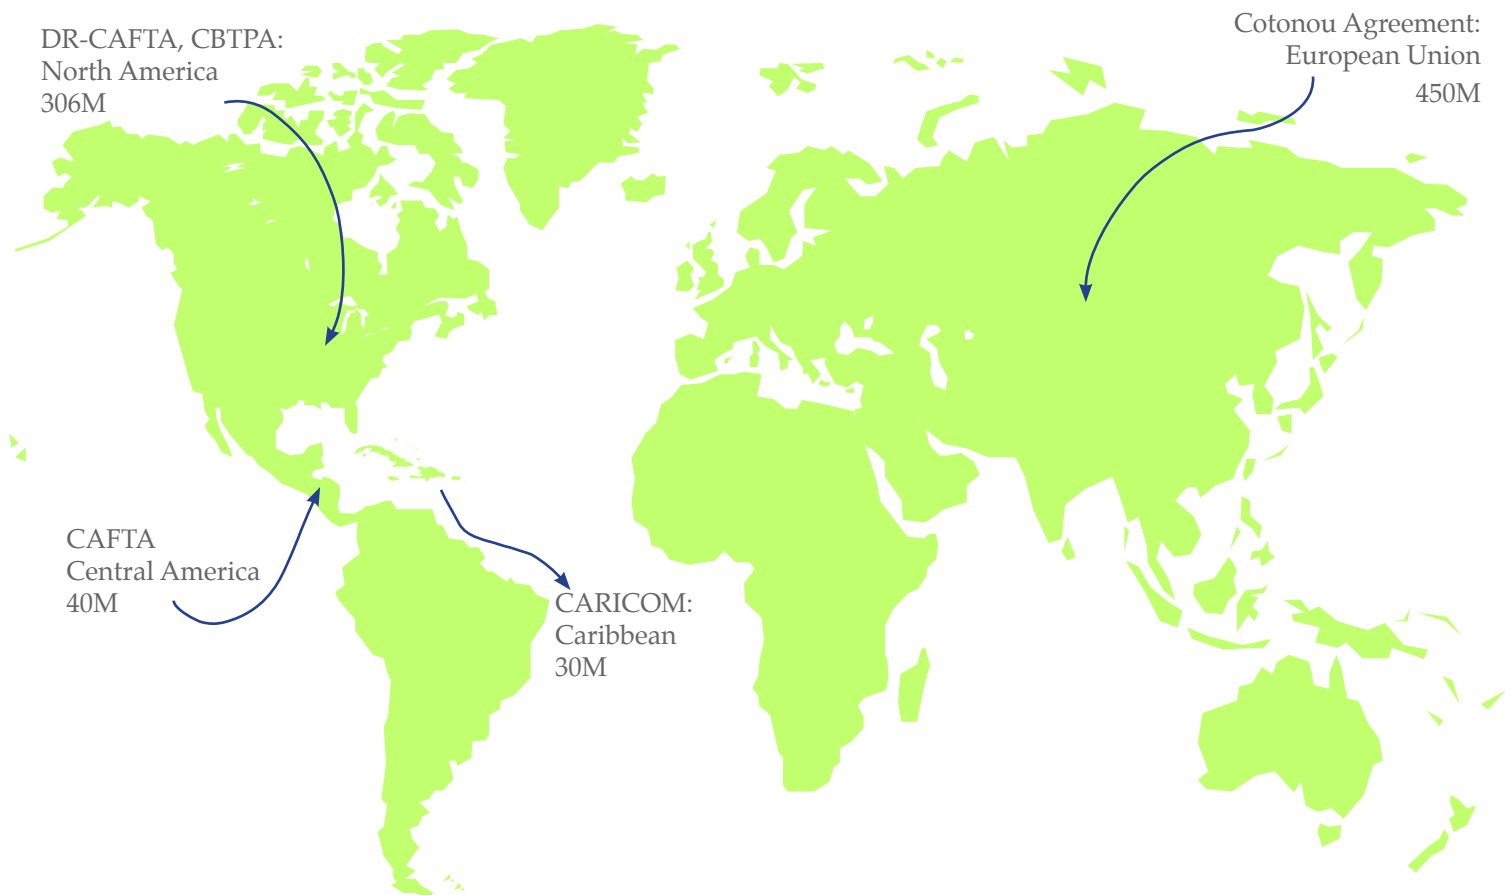 DR-CAFTA, CBTPA:
North America
306M
Cotonou Agreement:
European Union
450M
CAFTA
Central America
40M
CARICOM:
Caribbean
30M